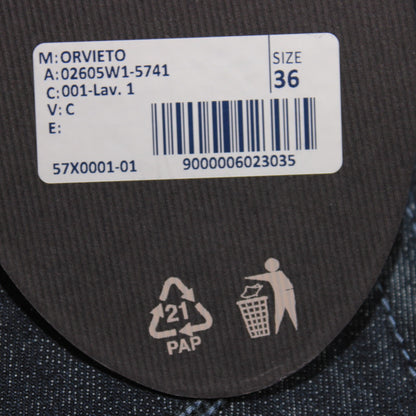 M: ORVIETO
A: 02605W1-5741
C: 001-Lav. 1
V: C
E:
SIZE
36
57X0001-01
9000006023035
21
PAP